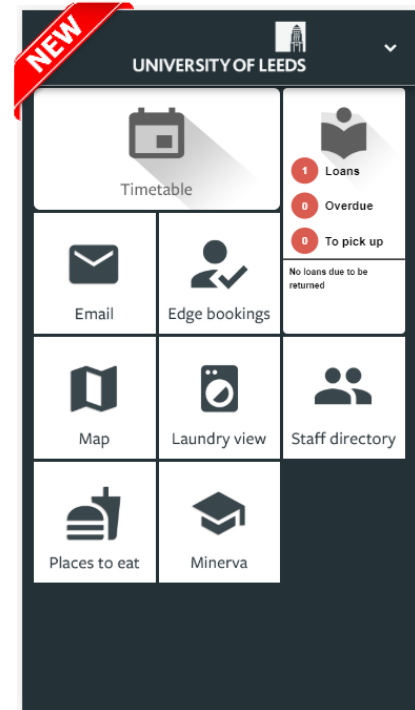 NEW
UNIVERSITY OF LEEDS
Timetable
1 Loans
0 Overdue
0 To pick up
No loans due to be
returned
Email
Edge bookings
Map
Laundry view
Staff directory
Places to eat
Minerva